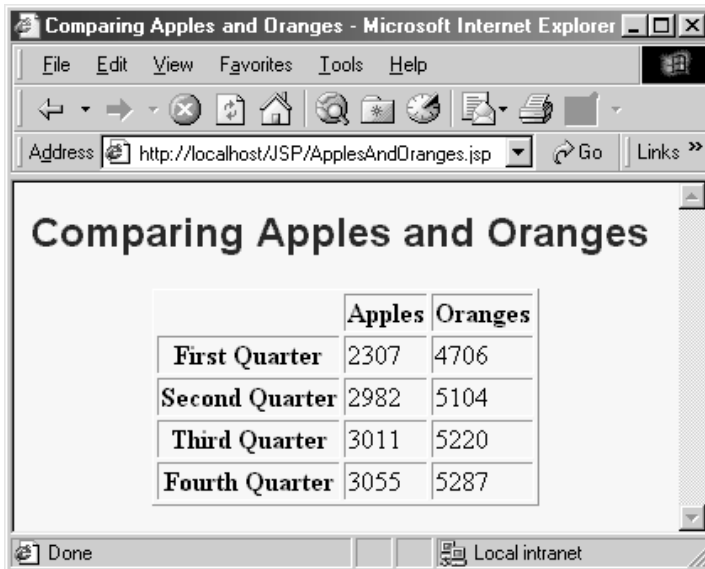 Comparing Apples and Oranges - Microsoft Internet Explorer
File Edit View Favorites Tools Help
Address http://localhost/JSP/ApplesAndOranges.jsp Go Links »
Comparing Apples and Oranges
Apples Oranges
First Quarter 2307 4706
Second Quarter 2982 5104
Third Quarter 3011 5220
Fourth Quarter 3055 5287
Done Local intranet